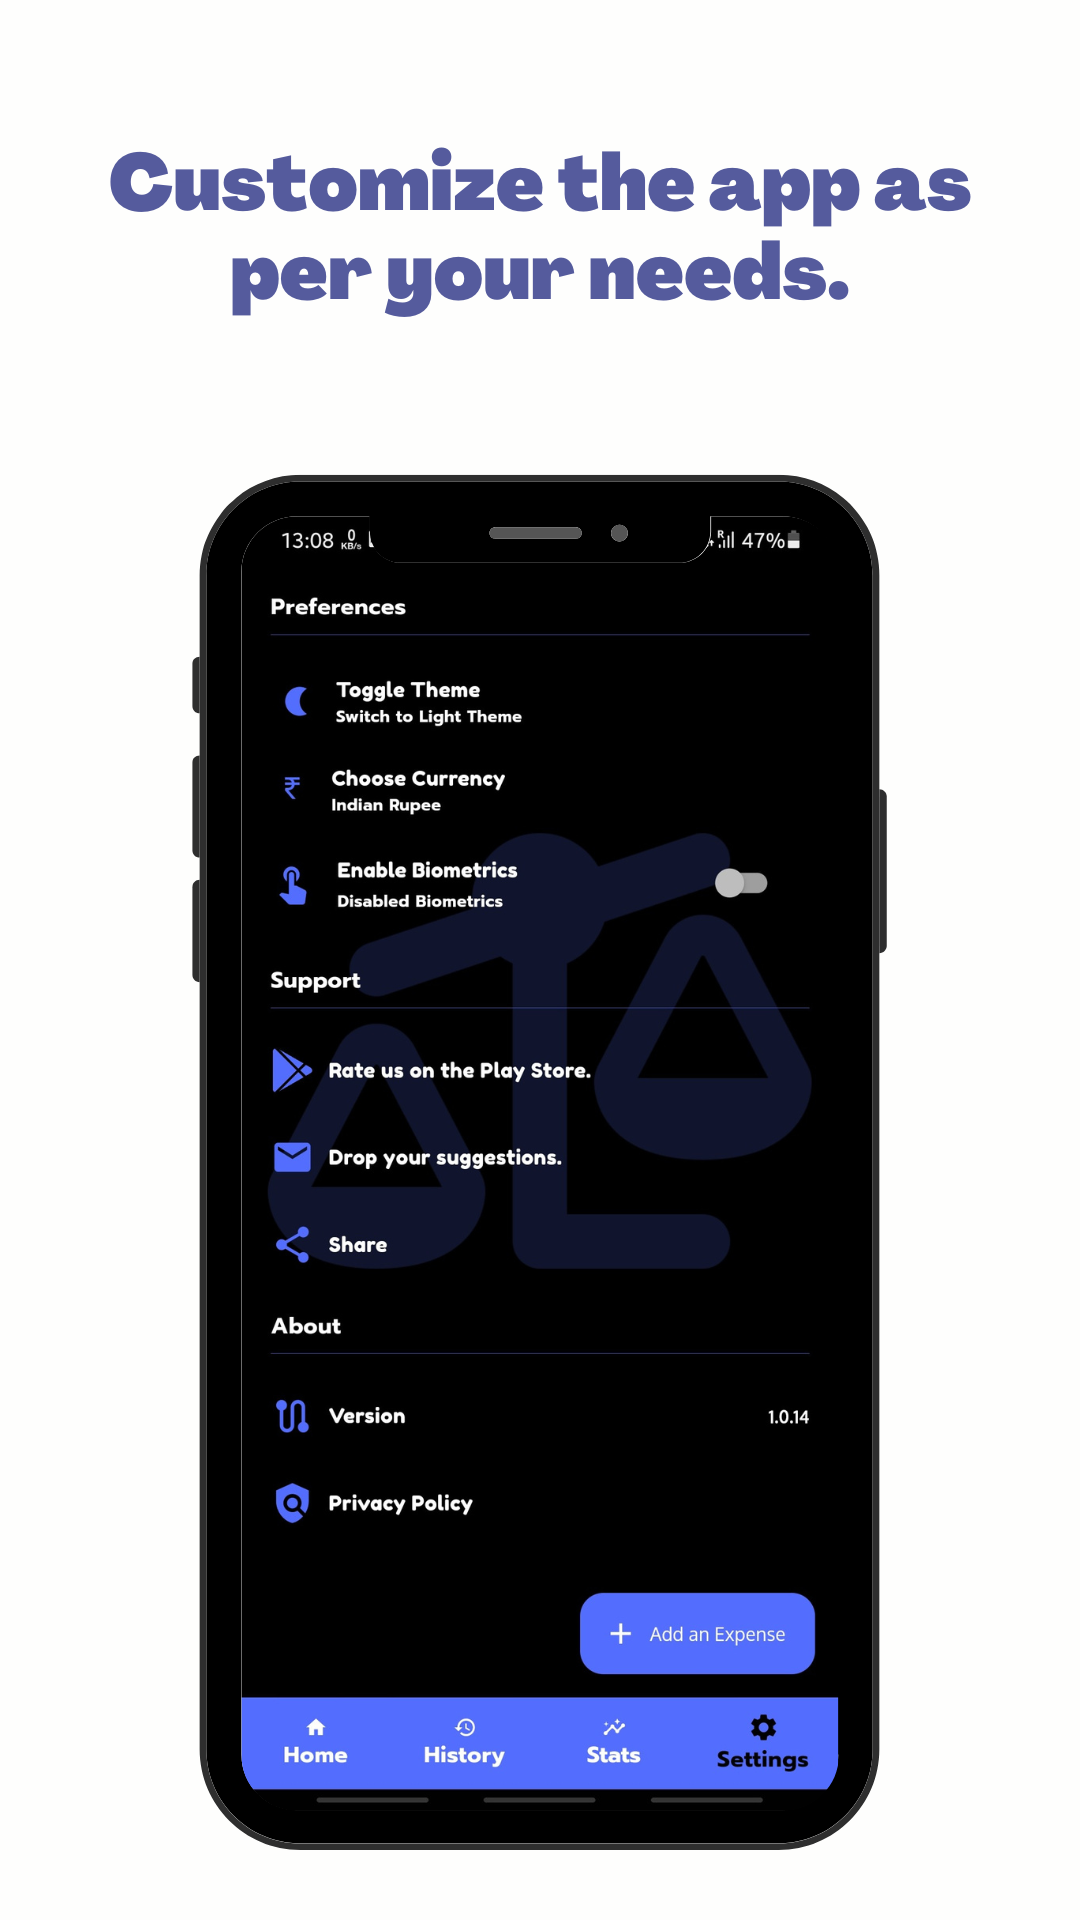 Customize the app as
per your needs.
13:08 0 KB/s
R 47%
Preferences
Toggle Theme
Switch to Light Theme
₹ Choose Currency
Indian Rupee
Enable Biometrics
Disabled Biometrics
Support
Rate us on the Play Store.
Drop your suggestions.
Share
About
Version 1.0.14
Privacy Policy
+ Add an Expense
Home History Stats Settings